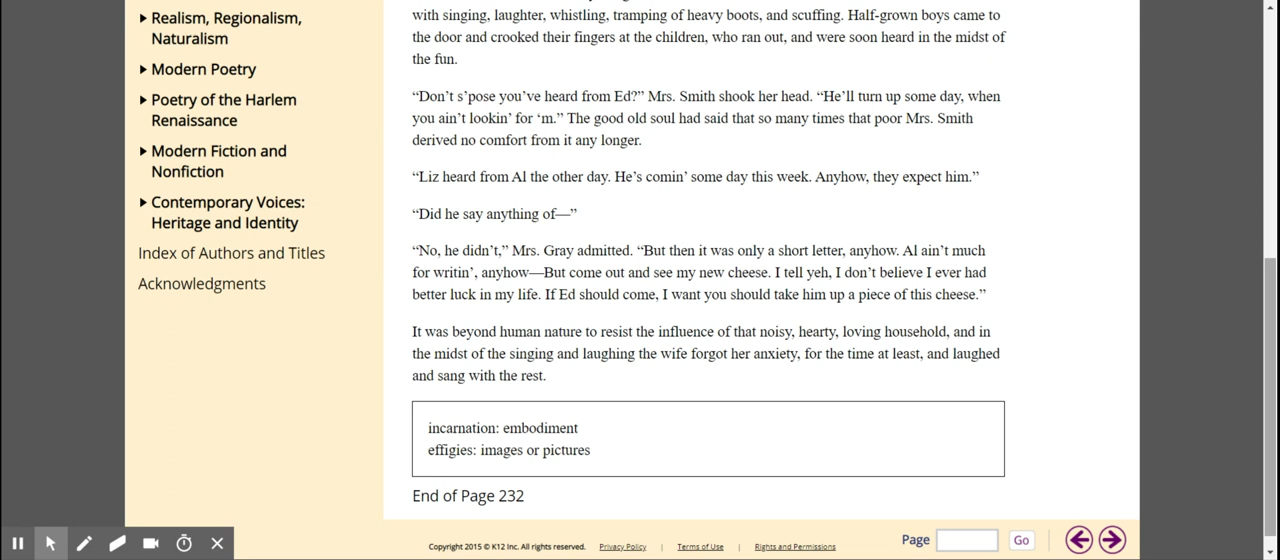 Realism, Regionalism,
Naturalism
Modern Poetry
Poetry of the Harlem
Renaissance
Modern Fiction and
Nonfiction
Contemporary Voices:
Heritage and Identity
Index of Authors and Titles
Acknowledgments
with singing, laughter, whistling, tramping of heavy boots, and scuffing. Half-grown boys came to
the door and crooked their fingers at the children, who ran out, and were soon heard in the midst of
the fun.
“Don’t s’pose you’ve heard from Ed?” Mrs. Smith shook her head. “He’ll turn up some day, when
you ain’t lookin’ for ‘m.” The good old soul had said that so many times that poor Mrs. Smith
derived no comfort from it any longer.
“Liz heard from Al the other day. He’s comin’ some day this week. Anyhow, they expect him.”
“Did he say anything of—”
“No, he didn’t,” Mrs. Gray admitted. “But then it was only a short letter, anyhow. Al ain’t much
for writin’, anyhow—But come out and see my new cheese. I tell yeh, I don’t believe I ever had
better luck in my life. If Ed should come, I want you should take him up a piece of this cheese.”
It was beyond human nature to resist the influence of that noisy, hearty, loving household, and in
the midst of the singing and laughing the wife forgot her anxiety, for the time at least, and laughed
and sang with the rest.
incarnation: embodiment
effigies: images or pictures
End of Page 232
Copyright 2015 © K12 Inc. All rights reserved. Privacy Policy | Terms of Use | Rights and Permissions
Page Go